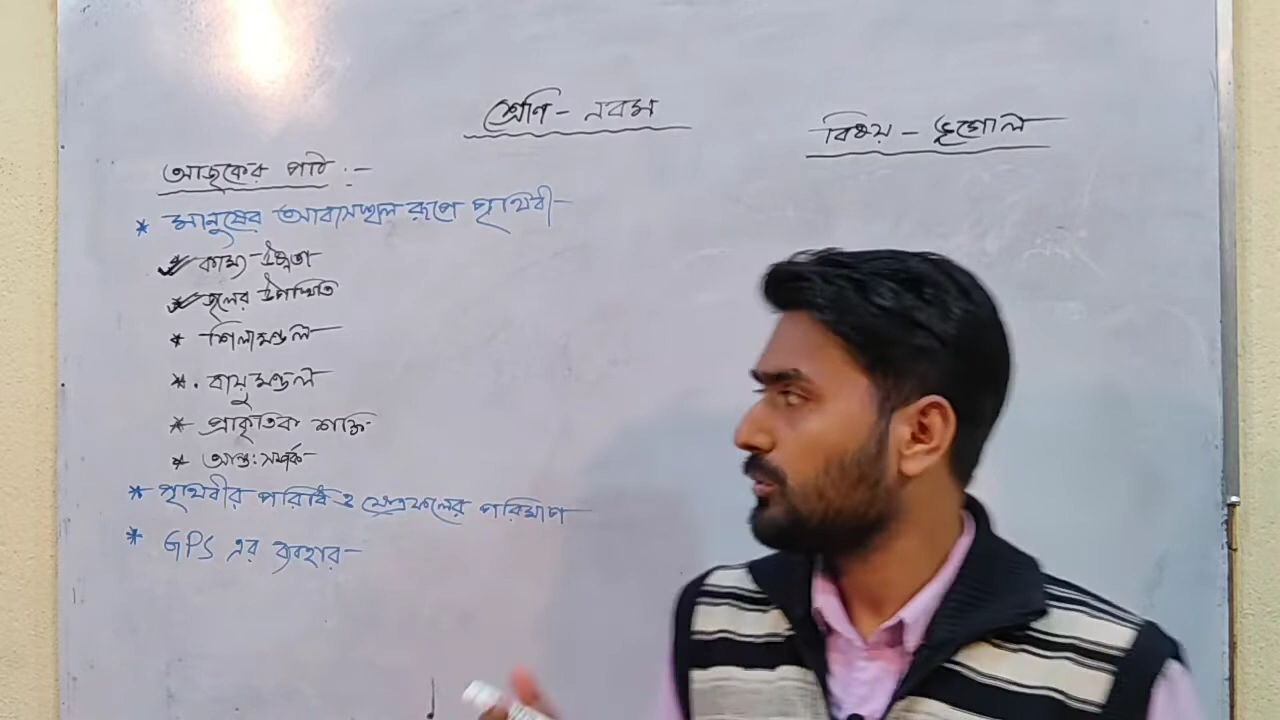 শ্রেণি - নবম
বিষয় - ভূগোল
আজকের পাঠ :-
* মানুষের আবাসস্থল রূপে পৃথিবী -
* কাম্য উষ্ণতা
* জলের উপস্থিতি
* শিলামণ্ডল
* বায়ুমণ্ডল
* প্রাকৃতিক শক্তি
* আন্তঃসম্পর্ক
* পৃথিবীর পরিধি ও ক্ষেত্রফলের পরিমাপ
* GPS এর ব্যবহার -